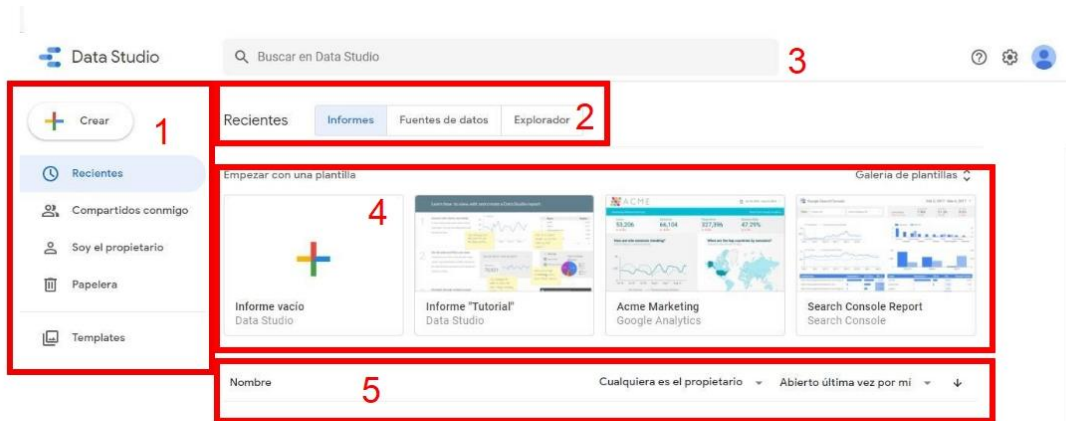 Data Studio
Buscar en Data Studio
3
Crear
1
Recientes
Compartidos conmigo
Soy el propietario
Papelera
Templates
Recientes
Informes
Fuentes de datos
Explorador
2
Empezar con una plantilla
Galería de plantillas
4
Informe vacío
Data Studio
Informe "Tutorial"
Data Studio
ACME
Acme Marketing
Google Analytics
Search Console Report
Search Console
Nombre
5
Cualquiera es el propietario
Abierto última vez por mí